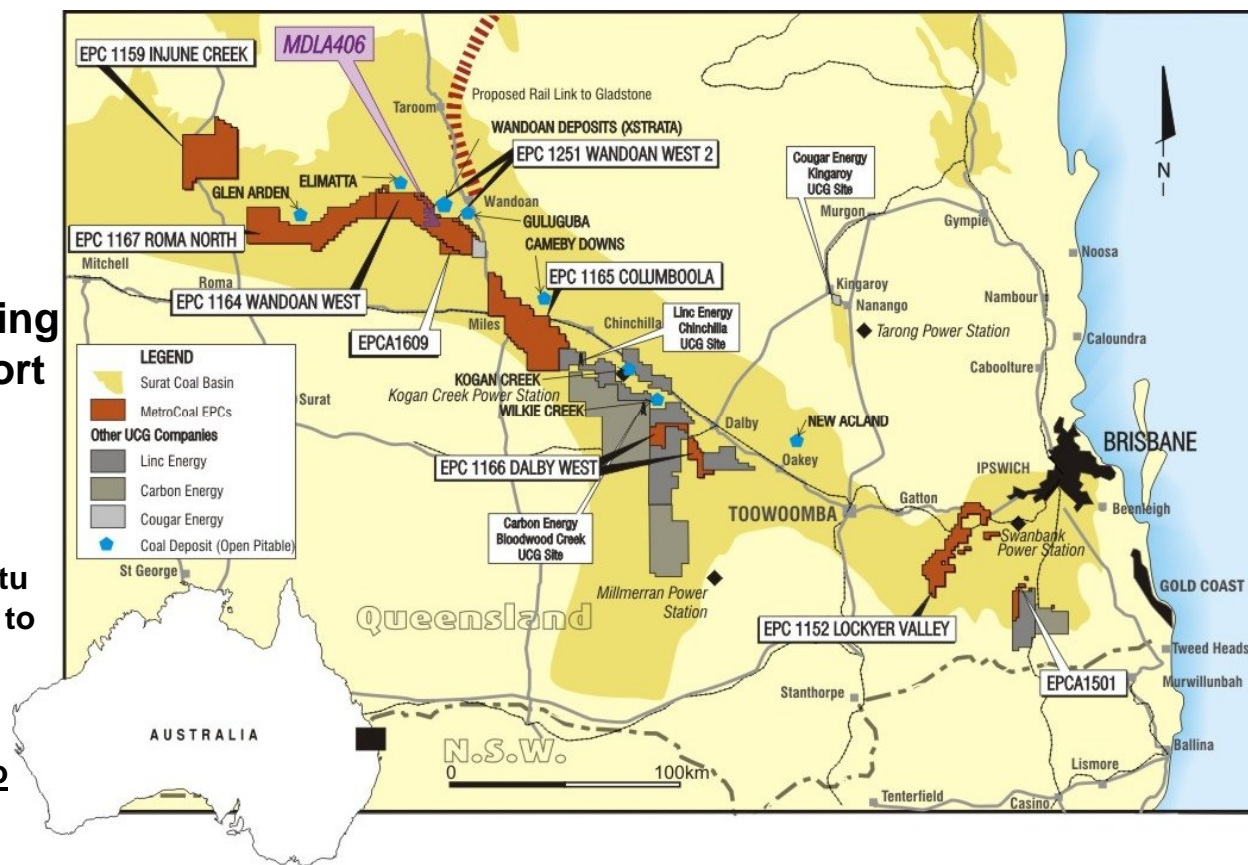 EPC 1159 INJUNE CREEK
MDLA406
Proposed Rail Link to Gladstone
Taroom
WANDOAN DEPOSITS (XSTRATA)
EPC 1251 WANDOAN WEST 2
Cougar Energy
Kingaroy
UCG Site
N
GLEN ARDEN
ELIMATTA
Wandoan
GULUGUBA
Murgon
Gympie
EPC 1167 ROMA NORTH
CAMEBY DOWNS
Noosa
Mitchell
Roma
EPC 1164 WANDOAN WEST
EPC 1165 COLUMBOOLA
Kingaroy
Nanango
Nambour
ing
ort
EPCA1609
Miles
Chinchilla
Linc Energy
Chinchilla
UCG Site
Tarong Power Station
Caloundra
Caboolture
LEGEND
Surat Coal Basin
MetroCoal EPCs
Other UCG Companies
Linc Energy
Carbon Energy
Cougar Energy
Coal Deposit (Open Pitable)
Surat
KOGAN CREEK
Kogan Creek Power Station
WILKIE CREEK
Dalby
NEW ACLAND
Oakey
EPC 1166 DALBY WEST
BRISBANE
IPSWICH
TOOWOOMBA
Gatton
Beenleigh
Carbon Energy
Bloodwood Creek
UCG Site
Swanbank
Power Station
St George
tu
to
Millmerran Power
Station
GOLD COAST
Queensland
EPC 1152 LOCKYER VALLEY
Tweed Heads
EPCA1501
Murwillunbah
Stanthorpe
AUSTRALIA
N.S.W.
0
100km
Ballina
Lismore
Tenterfield
Casino